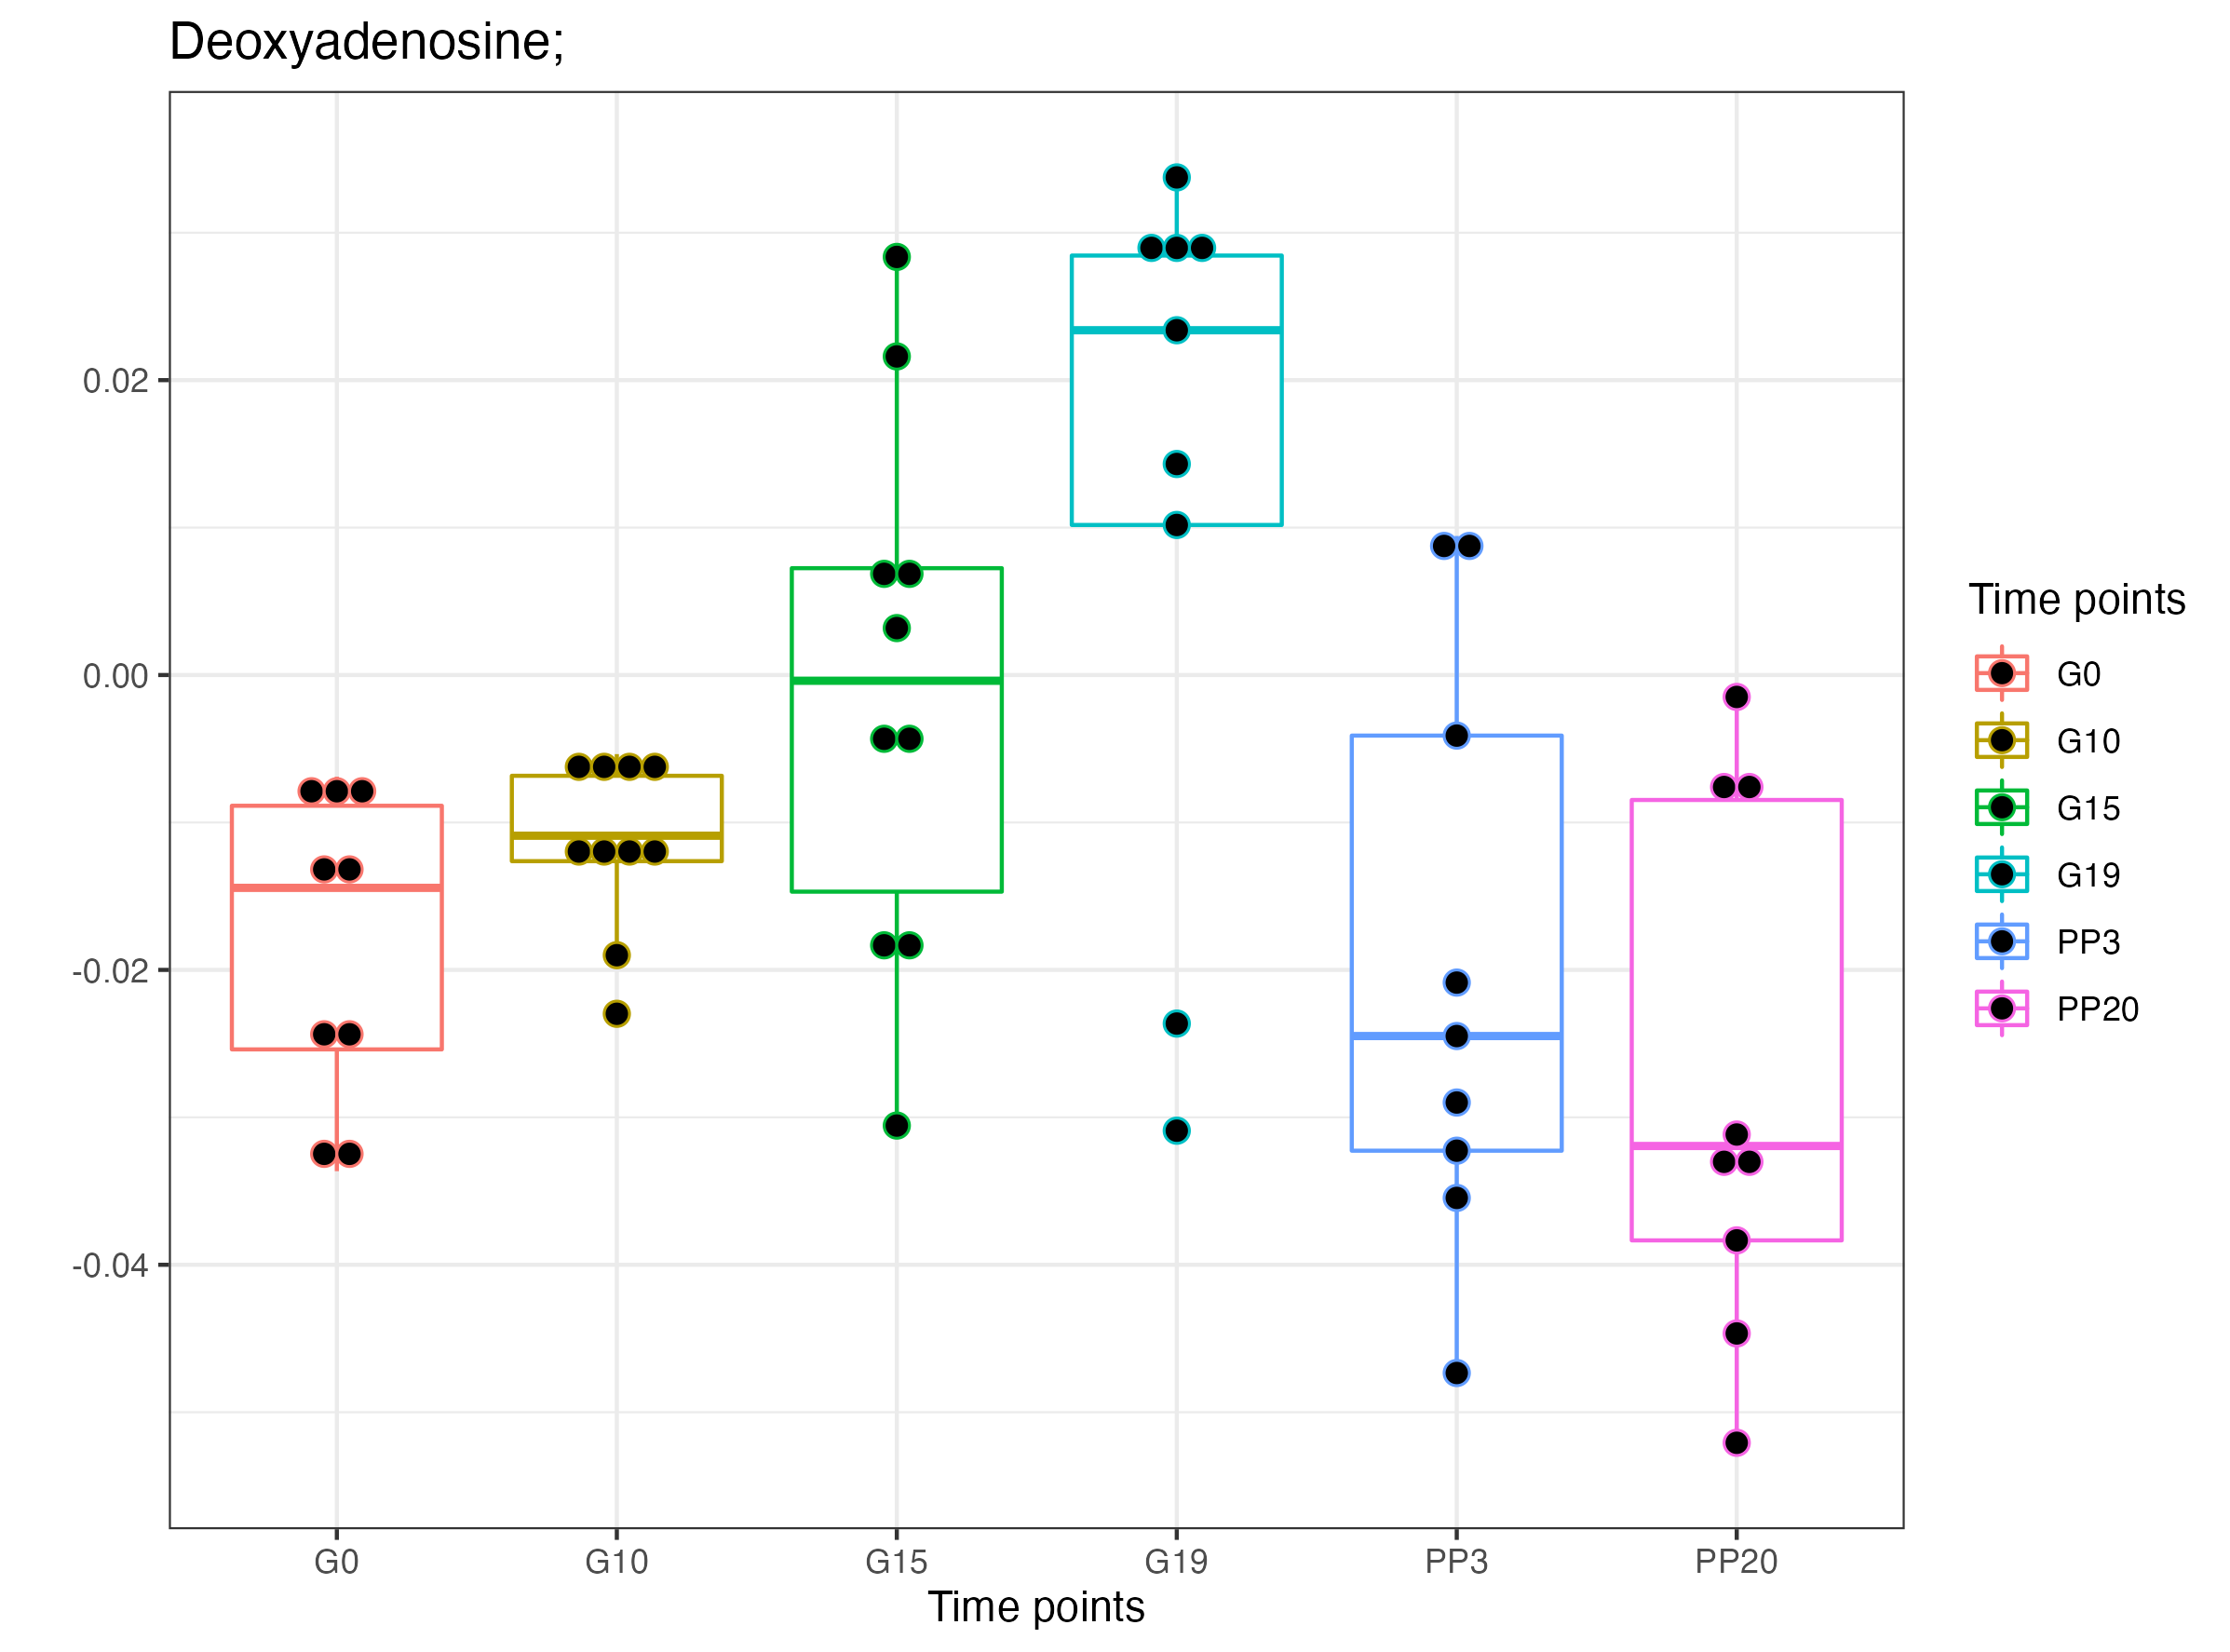 Deoxyadenosine;
0.02
0.00
-0.02
-0.04
G0
G10
G15
G19
PP3
PP20
Time points
Time points
G0
G10
G15
G19
PP3
PP20